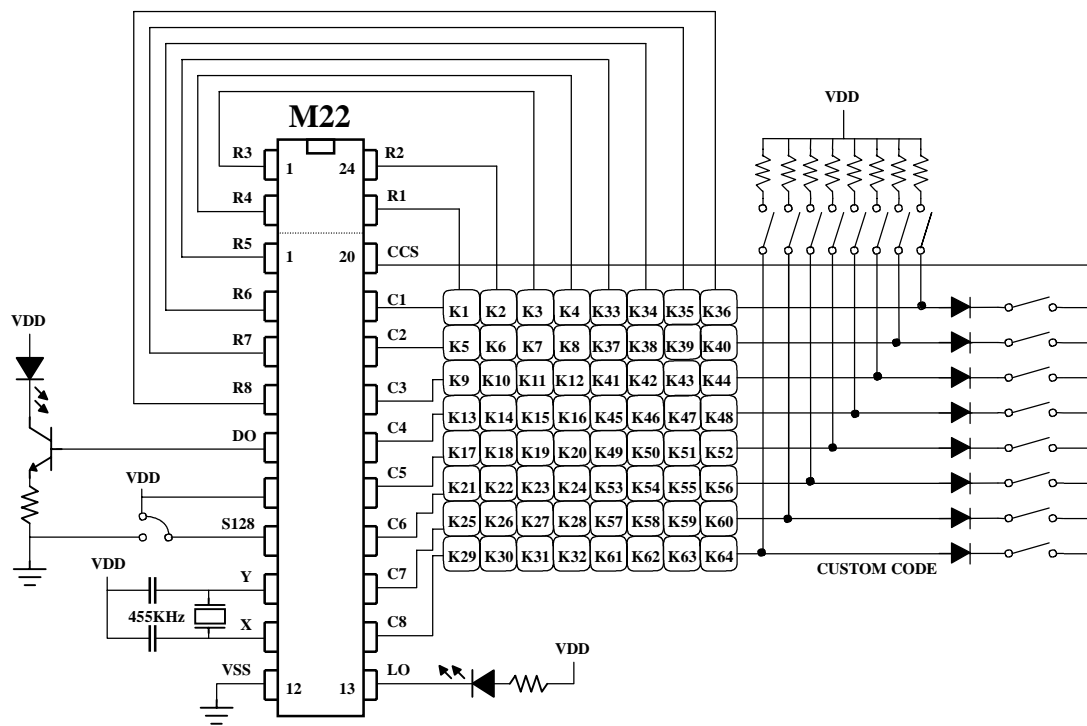 M22
VDD
R3 1 24 R2
R4 R1
R5 1 20 CCS
R6 C1
R7 C2
R8 C3
DO C4
C5
S128 C6
Y C7
X C8
VSS 12 13 LO
VDD
VDD
VDD
455KHz
VDD
K1 K2 K3 K4 K33 K34 K35 K36
K5 K6 K7 K8 K37 K38 K39 K40
K9 K10 K11 K12 K41 K42 K43 K44
K13 K14 K15 K16 K45 K46 K47 K48
K17 K18 K19 K20 K49 K50 K51 K52
K21 K22 K23 K24 K53 K54 K55 K56
K25 K26 K27 K28 K57 K58 K59 K60
K29 K30 K31 K32 K61 K62 K63 K64
CUSTOM CODE